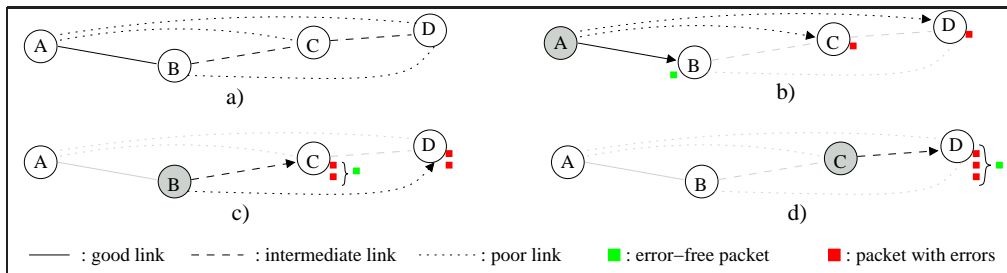 A
B
C
D
a)
A
B
C
D
b)
A
B
C
D
c)
A
B
C
D
d)
: good link : intermediate link : poor link : error−free packet : packet with errors